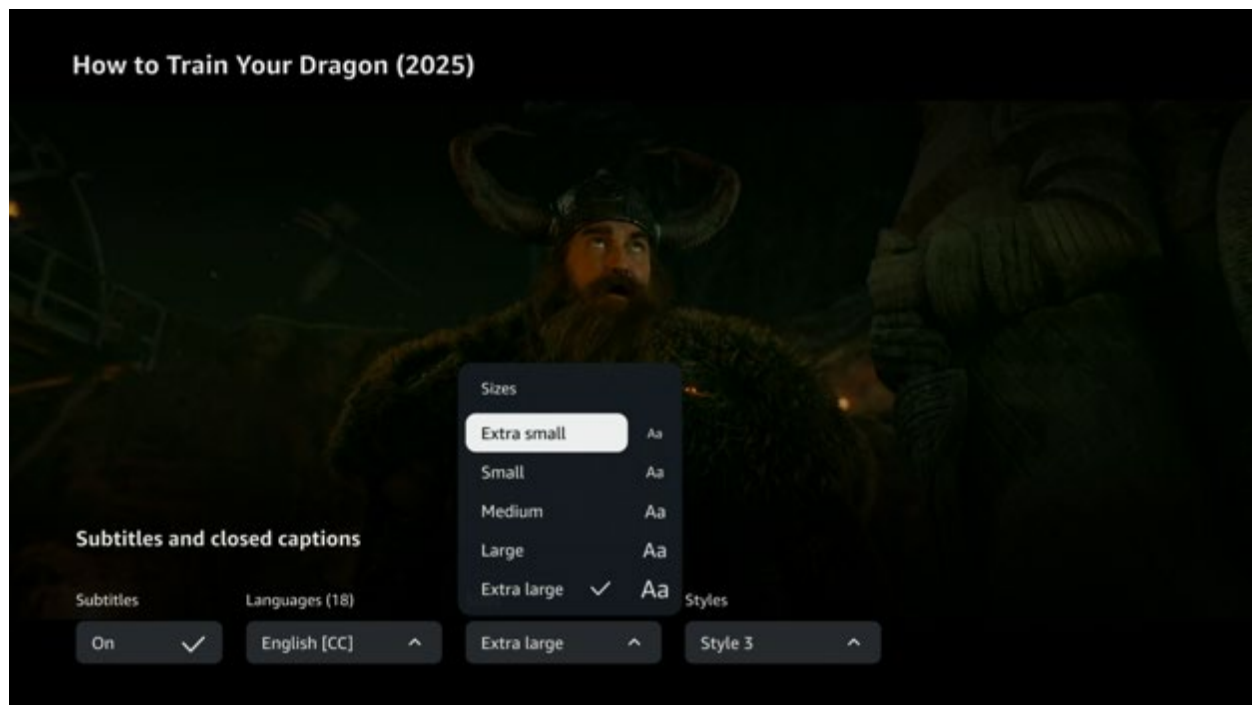 How to Train Your Dragon (2025)
Sizes
Extra small Aa
Small Aa
Medium Aa
Large Aa
Extra large Aa
Subtitles and closed captions
Subtitles Languages (18) Styles
On English [CC] Extra large Style 3